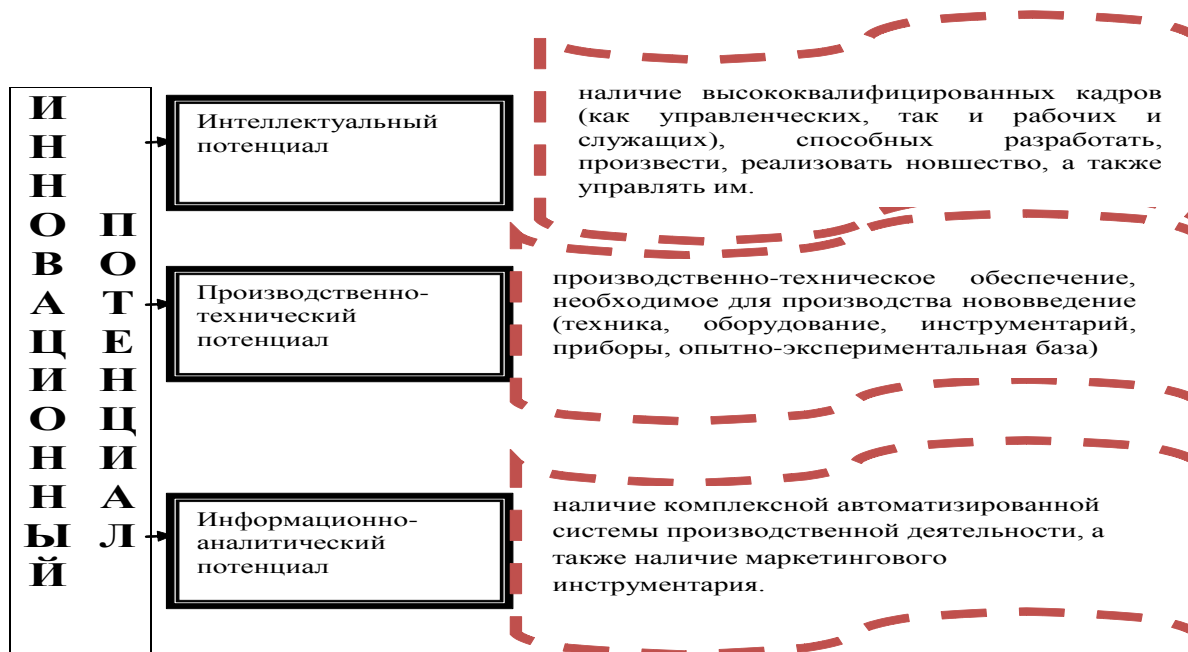 ИННОВАЦИОННЫЙ
ПОТЕНЦИАЛ
Интеллектуальный
потенциал
наличие высококвалифицированных кадров
(как управленческих, так и рабочих и
служащих), способных разработать,
произвести, реализовать новшество, а также
управлять им.
Производственно-
технический
потенциал
производственно-техническое обеспечение,
необходимое для производства нововведение
(техника, оборудование, инструментарий,
приборы, опытно-экспериментальная база)
Информационно-
аналитический
потенциал
наличие комплексной автоматизированной
системы производственной деятельности, а
также наличие маркетингового
инструментария.